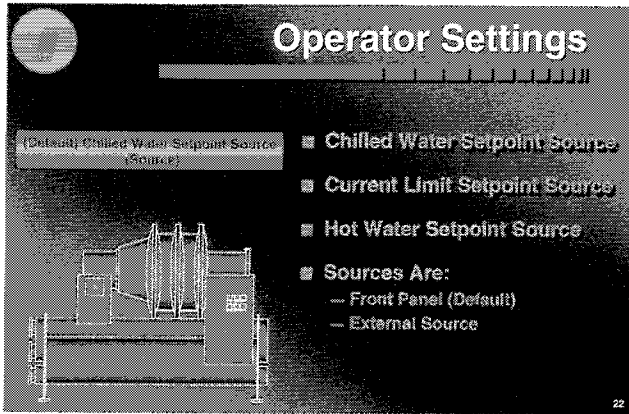 Operator Settings
(Default) Chilled Water Setpoint Source
(Source)
Chilled Water Setpoint Source
Current Limit Setpoint Source
Hot Water Setpoint Source
Sources Are:
— Front Panel (Default)
— External Source
22